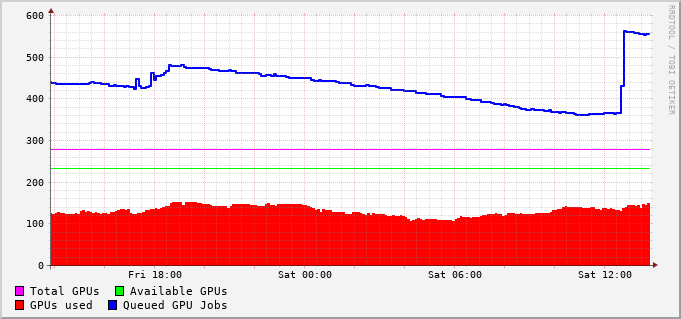 600
500
400
300
200
100
0
Fri 18:00 Sat 00:00 Sat 06:00 Sat 12:00
Total GPUs Available GPUs
GPUs used Queued GPU Jobs
RRDTOOL / TOBI OETIKER